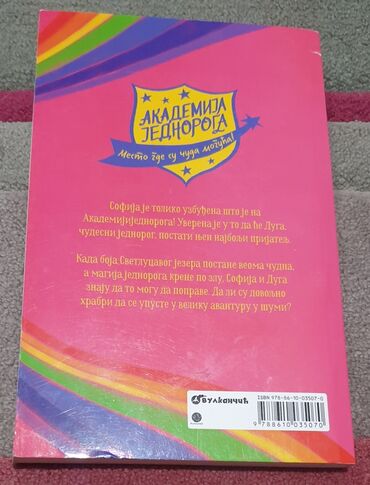 АКАДЕМИЈА
ЈЕДНОРОГА
Место где су чуда могућа!
Софија је толико узбуђена што је на
Академији једнорога! Уверена је у то да ће Дуга,
чудесни једнорог, постати њен најбољи пријатељ.
Када боја Светлуцавог језера постане веома чудна,
а магија једнорога крене по злу, Софија и Дуга
знају да то могу да поправе. Да ли су довољно
храбри да се упусте у велику авантуру у шуми?
Вулканчић
ISBN 978-86-10-03507-0
9 788610 035070